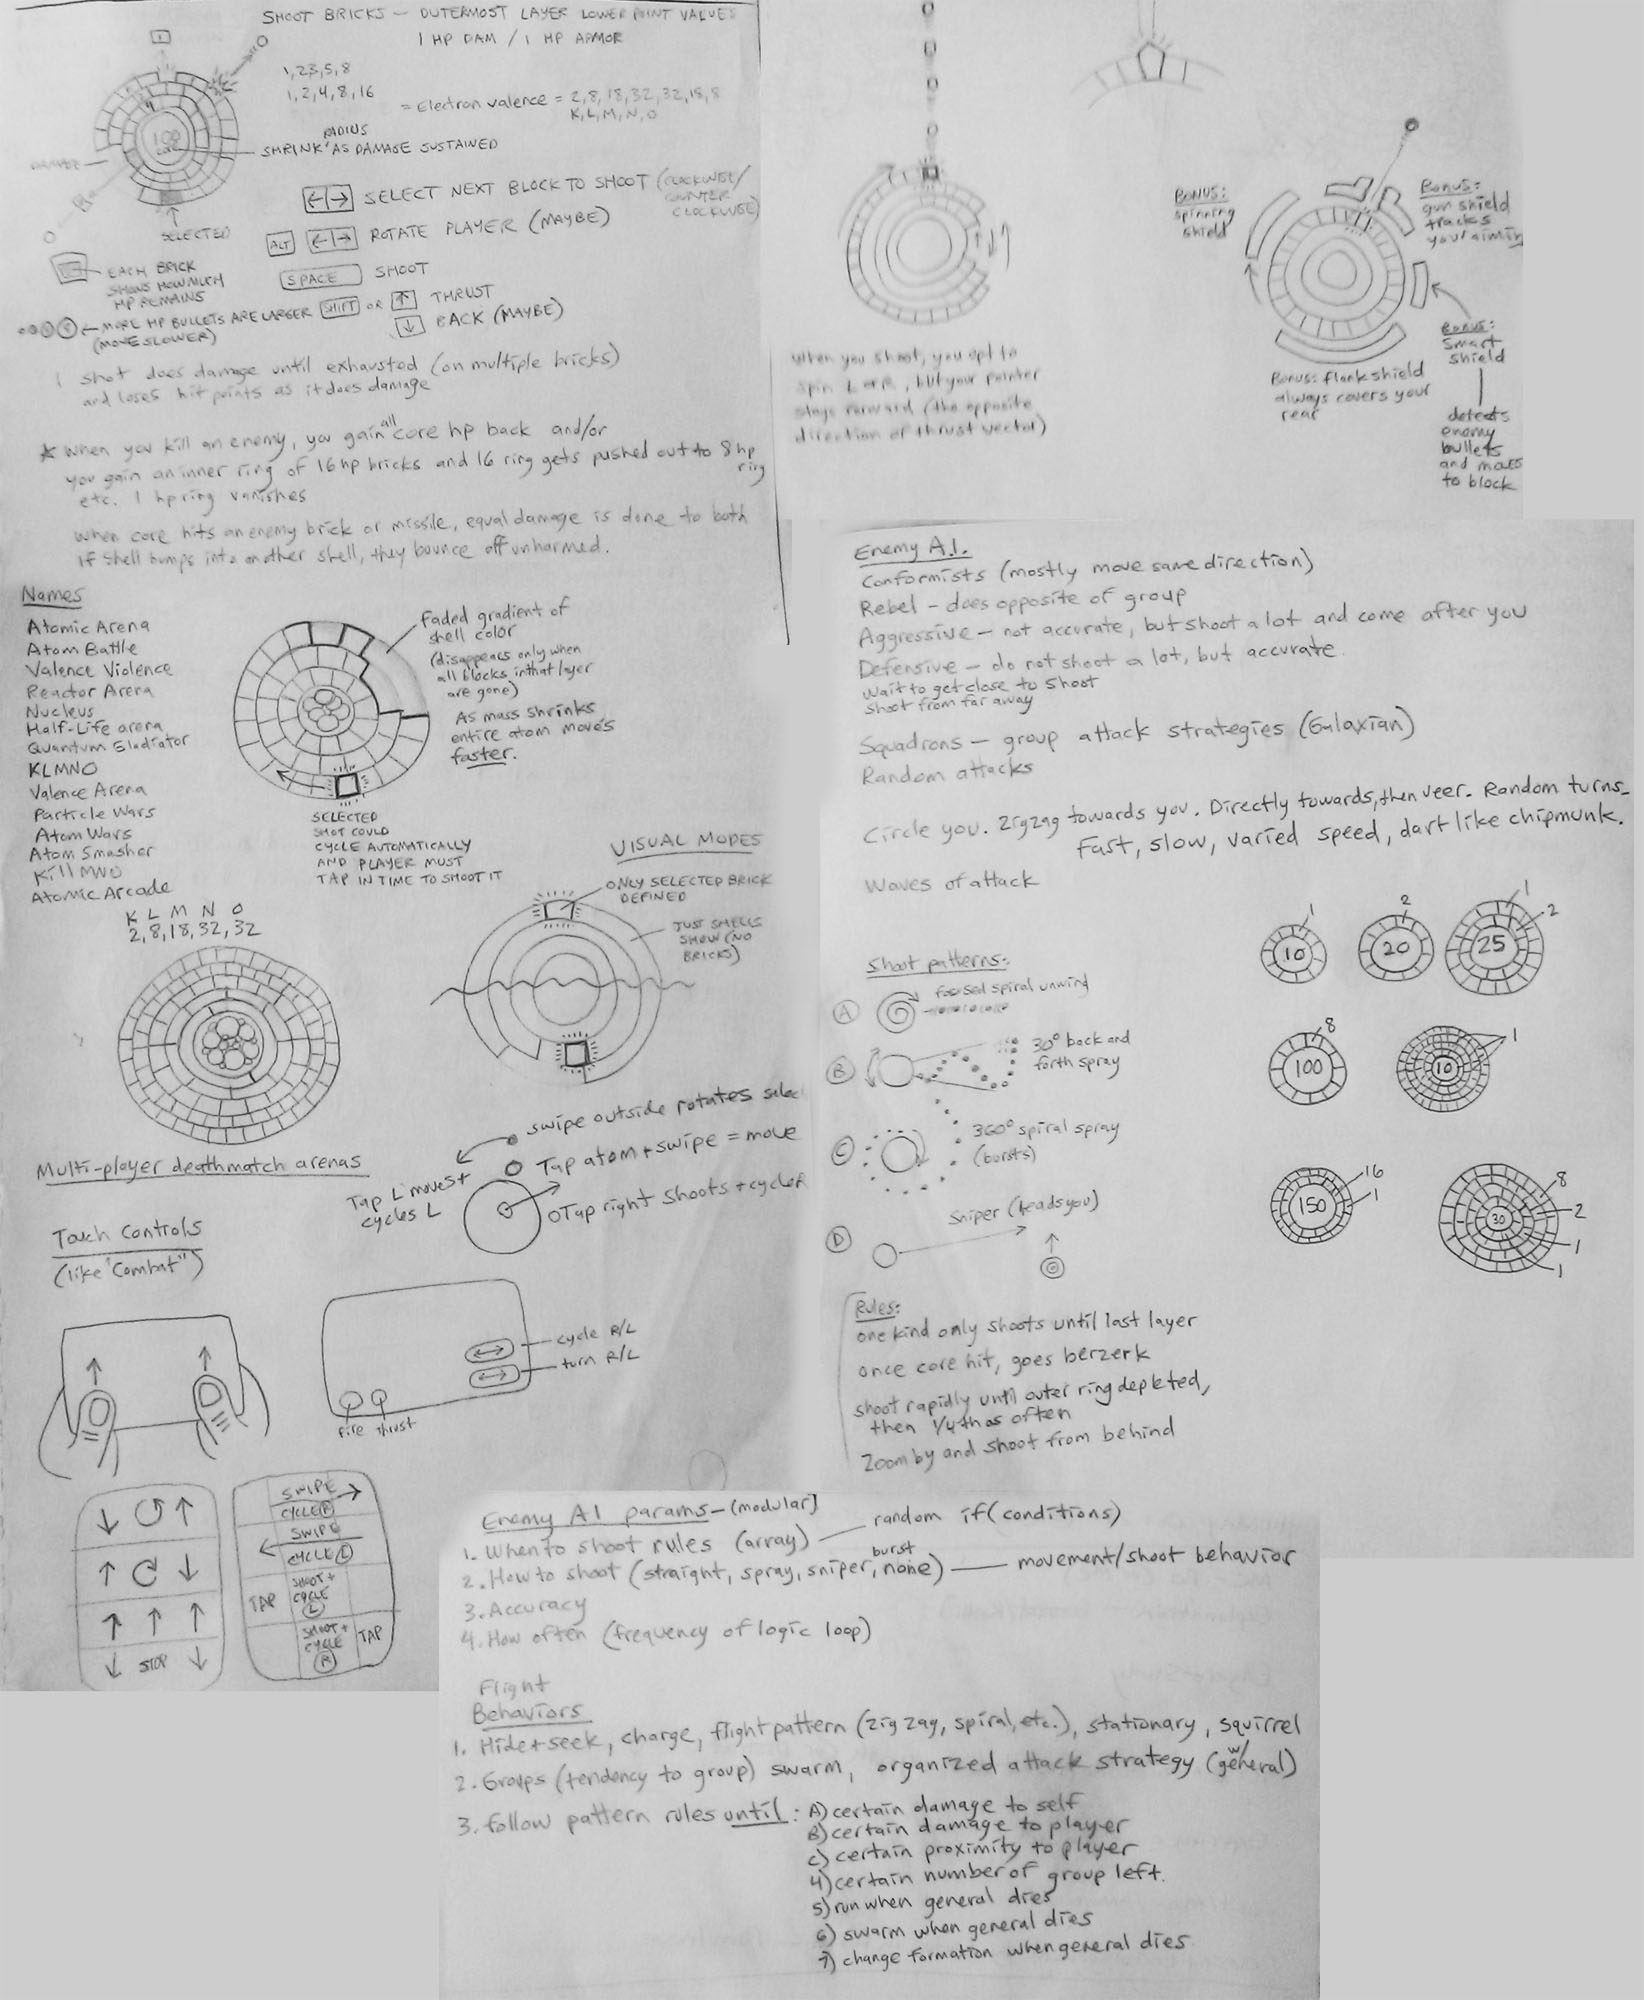 SHOOT BRICKS — OUTERMOST LAYER LOWER POINT VALUES
1 HP DAM / 1 HP ARMOR
1
1,2,3,5,8
1,2,4,8,16
= Electron valence = 2,8,18,32,32,18,8
K,L,M,N,O
100
RADIUS
SHRINK AS DAMAGE SUSTAINED
DAMAGE
SELECTED
←|→ SELECT NEXT BLOCK TO SHOOT (CLOCKWISE/
COUNTER
CLOCKWISE)
ALT ←|→ ROTATE PLAYER (MAYBE)
SPACE SHOOT
EACH BRICK
SHOWS HOW MUCH
HP REMAINS
SHIFT OR ↑ THRUST
↓ BACK (MAYBE)
← MORE HP BULLETS ARE LARGER
(MOVE SLOWER)
1 shot does damage until exhausted (on multiple bricks)
and loses hit points as it does damage
* When you kill an enemy, you gain all core hp back and/or
you gain an inner ring of 16 hp bricks and 16 ring gets pushed out to 8 hp
ring
etc. 1 hp ring vanishes
When core hits an enemy brick or missile, equal damage is done to both
If shell bumps into another shell, they bounce off unharmed.
Names
Atomic Arena
Atom Battle
Valence Violence
Reactor Arena
Nucleus
Half-Life arena
Quantum Gladiator
KLMNO
Valence Arena
Particle Wars
Atom Wars
Atom Smasher
Kill MNO
Atomic Arcade
Faded gradient of
shell color
(disappears only when
all blocks in that layer
are gone)
As mass shrinks
entire atom moves
faster.
SELECTED
SHOT COULD
CYCLE AUTOMATICALLY
AND PLAYER MUST
TAP IN TIME TO SHOOT IT
K L M N O
2, 8, 18, 32, 32
VISUAL MODES
ONLY SELECTED BRICK
DEFINED
JUST SHELLS
SHOW (NO
BRICKS)
Multi-player deathmatch arenas
swipe outside rotates selec
Tap atom + swipe = move
Tap L moves +
cycles L
Tap right shoots + cycleR
Touch Controls
(like "Combat")
cycle R/L
turn R/L
fire thrust
STOP
SWIPE →
CYCLE R
SWIPE
← CYCLE L
TAP SHOOT +
CYCLE
L
SHOOT + TAP
CYCLE
R
When you shoot, you opt to
spin L or R, but your pointer
stays forward (the opposite
direction of thrust vector)
Bonus:
spinning
shield
Bonus:
gun shield
tracks
your aiming
Bonus:
Smart
shield
detects
enemy
bullets
and moves
to block
Bonus: flank shield
always covers your
rear
Enemy A.I.
Conformists (mostly move same direction)
Rebel - does opposite of group
Aggressive - not accurate, but shoot a lot and come after you
Defensive - do not shoot a lot, but accurate.
Wait to get close to shoot
Shoot from far away
Squadrons - group attack strategies (Galaxian)
Random attacks
Circle you. Zigzag towards you. Directly towards, then veer. Random turns.
Fast, slow, varied speed, dart like chipmunk.
Waves of attack
1 2 1 2
10 20 25
8 1
100 10
16 1
150
8 2 1 1
30
Shoot patterns:
A focused spiral unwind
B 30° back and
forth spray
C 360° spiral spray
(bursts)
D Sniper (leads you)
Rules:
one kind only shoots until last layer
once core hit, goes berzerk
shoot rapidly until outer ring depleted,
then 1/4th as often
Zoom by and shoot from behind
Enemy AI params - (modular)
1. When to shoot rules (array) — random if (conditions)
burst
2. How to shoot (straight, spray, sniper, none) — movement/shoot behavior
3. Accuracy
4. How often (frequency of logic loop)
Flight
Behaviors
1. Hide + seek, charge, flight pattern (zig zag, spiral, etc.), stationary, squirrel
2. Groups (tendency to group) swarm, organized attack strategy (w/ general)
3. follow pattern rules until: A) certain damage to self
B) certain damage to player
C) certain proximity to player
4) certain number of group left.
5) run when general dies
6) swarm when general dies
7) change formation when general dies